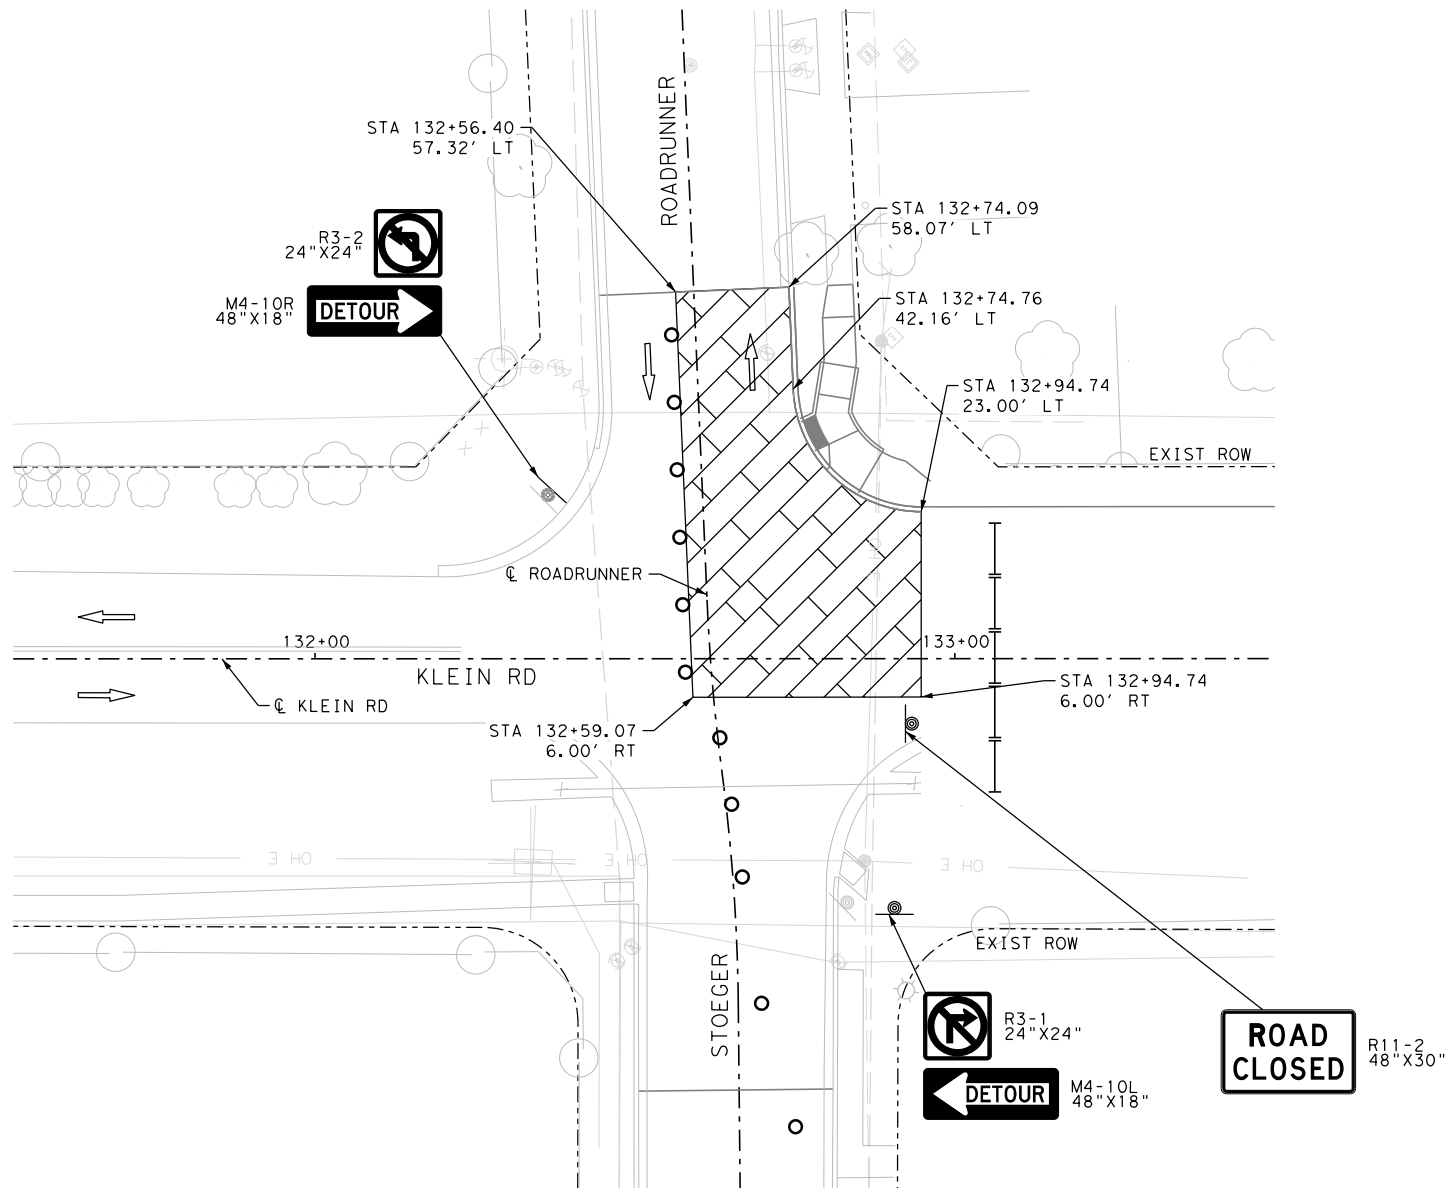 ROADRUNNER
STA 132+56.40
57.32' LT
R3-2
24"X24"
M4-10R
48"X18"
DETOUR
STA 132+74.09
58.07' LT
STA 132+74.76
42.16' LT
STA 132+94.74
23.00' LT
EXIST ROW
℄ ROADRUNNER
132+00
133+00
KLEIN RD
℄ KLEIN RD
STA 132+94.74
6.00' RT
STA 132+59.07
6.00' RT
OH E
OH E
OH E
EXIST ROW
STOEGER
R3-1
24"X24"
DETOUR
M4-10L
48"X18"
ROAD
CLOSED
R11-2
48"X30"